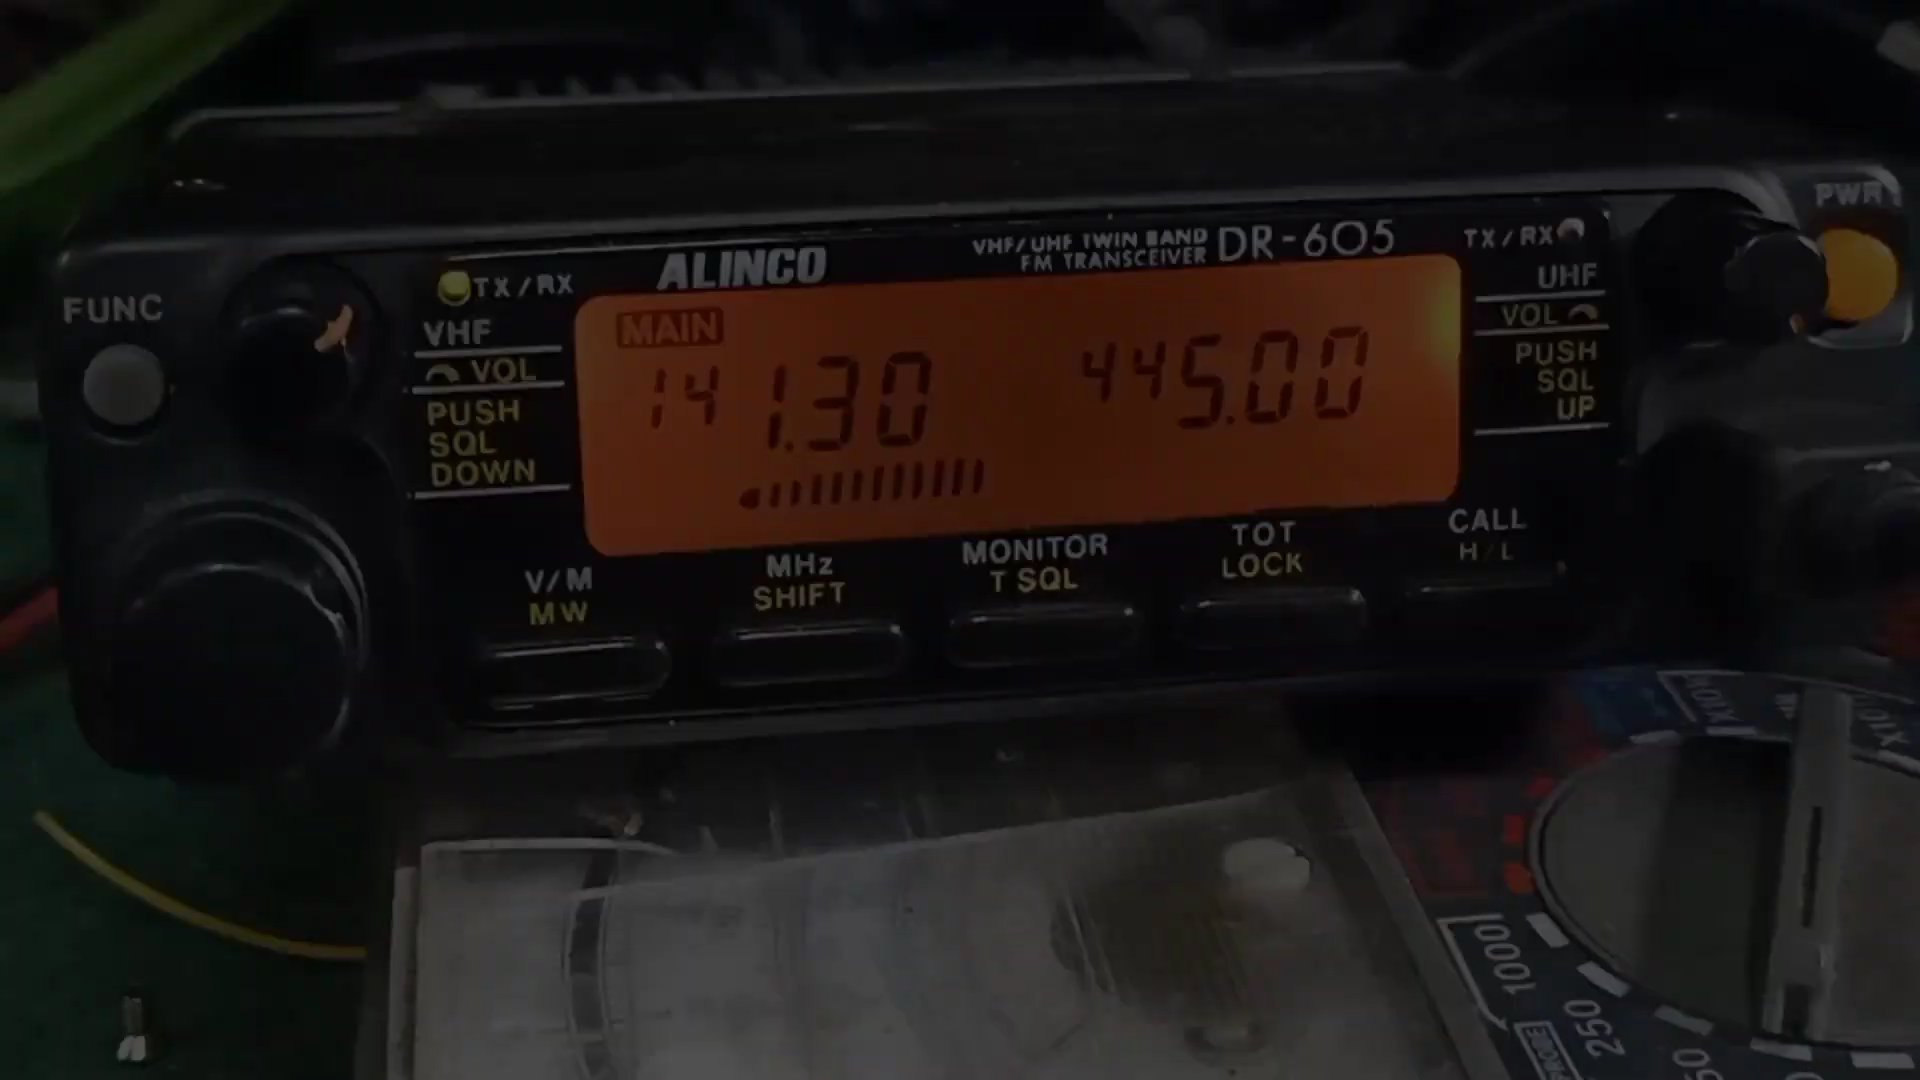 PWR
ALINCO
VHF/UHF TWIN BAND
FM TRANSCEIVER
DR-605
TX/RX
UHF
VOL
PUSH
SQL
UP
FUNC
TX/RX
VHF
VOL
PUSH
SQL
DOWN
MAIN
141.30
445.00
V/M
MW
MHz
SHIFT
MONITOR
T SQL
TOT
LOCK
CALL
H/L
X100K
1000
250